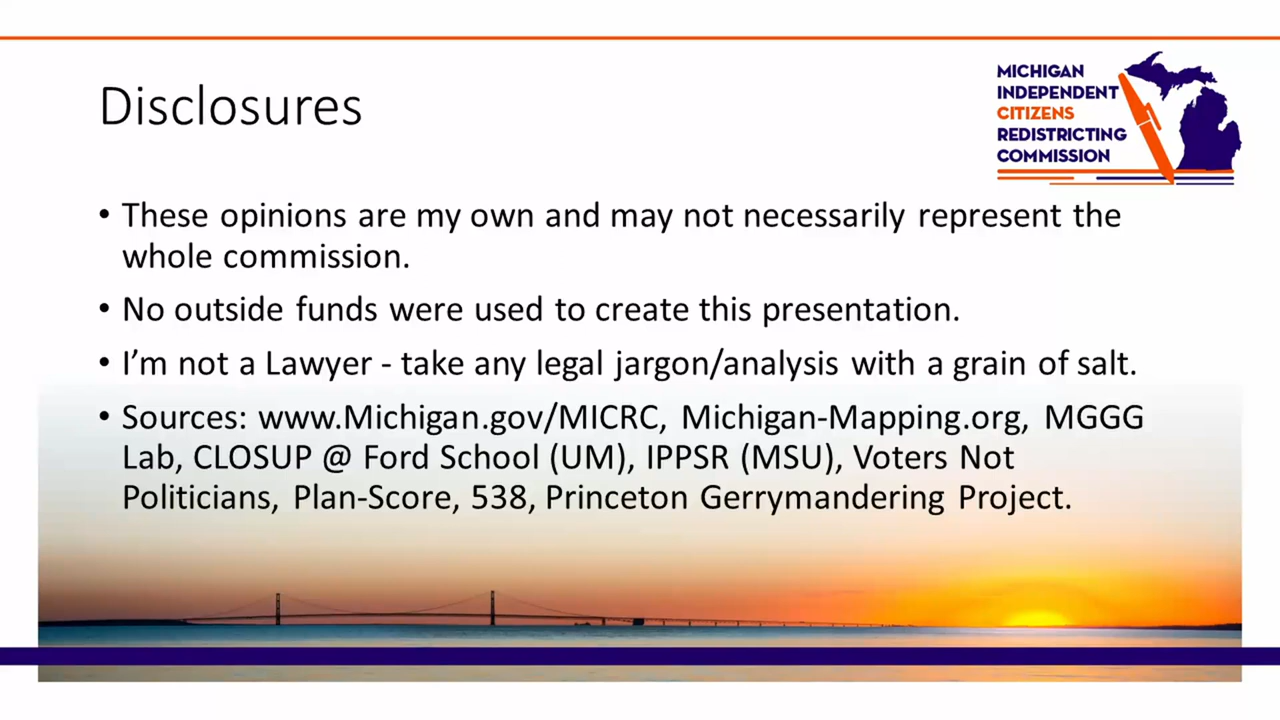 Disclosures
MICHIGAN
INDEPENDENT
CITIZENS
REDISTRICTING
COMMISSION
• These opinions are my own and may not necessarily represent the
whole commission.
• No outside funds were used to create this presentation.
• I'm not a Lawyer - take any legal jargon/analysis with a grain of salt.
• Sources: www.Michigan.gov/MICRC, Michigan-Mapping.org, MGGG
Lab, CLOSUP @ Ford School (UM), IPPSR (MSU), Voters Not
Politicians, Plan-Score, 538, Princeton Gerrymandering Project.